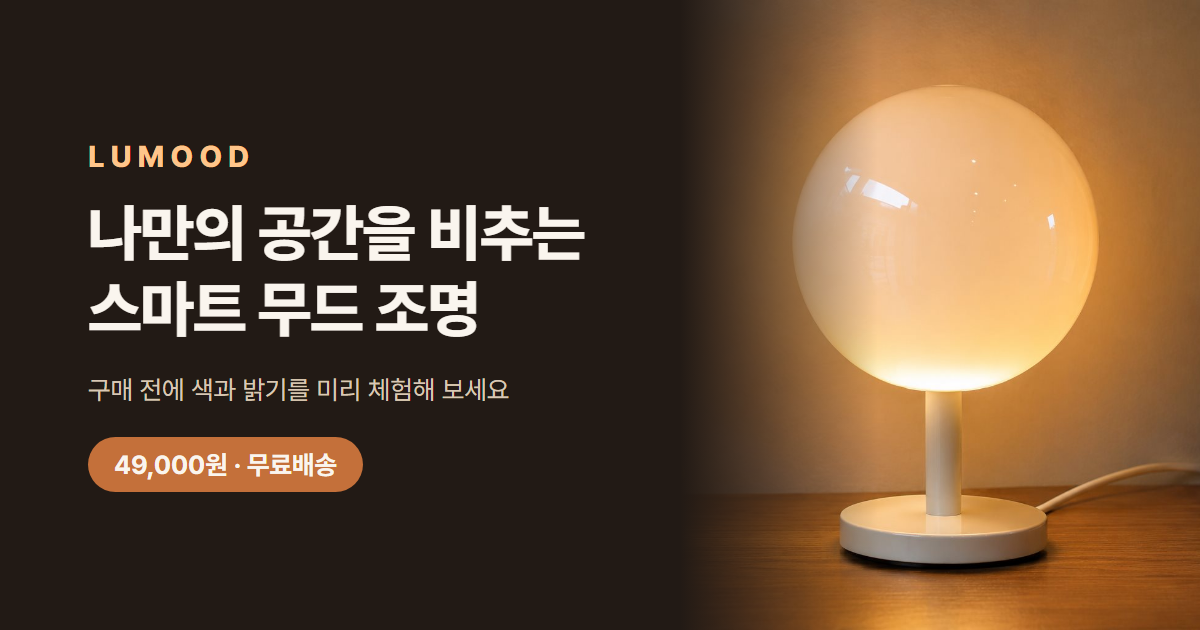 LUMOOD
나만의 공간을 비추는
스마트 무드 조명
구매 전에 색과 밝기를 미리 체험해 보세요
49,000원 · 무료배송